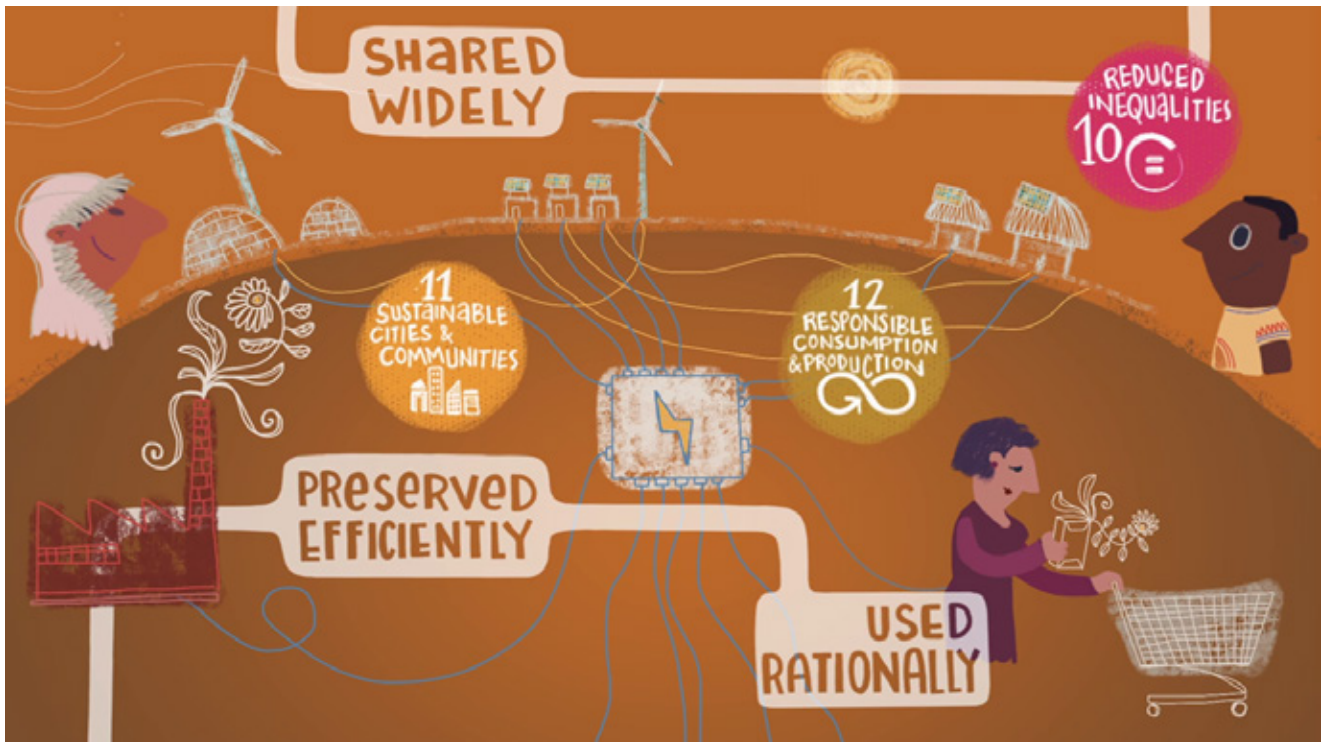 SHARED
WIDELY
REDUCED
INEQUALITIES
10
11
SUSTAINABLE
CITIES &
COMMUNITIES
12
RESPONSIBLE
CONSUMPTION
& PRODUCTION
PRESERVED
EFFICIENTLY
USED
RATIONALLY